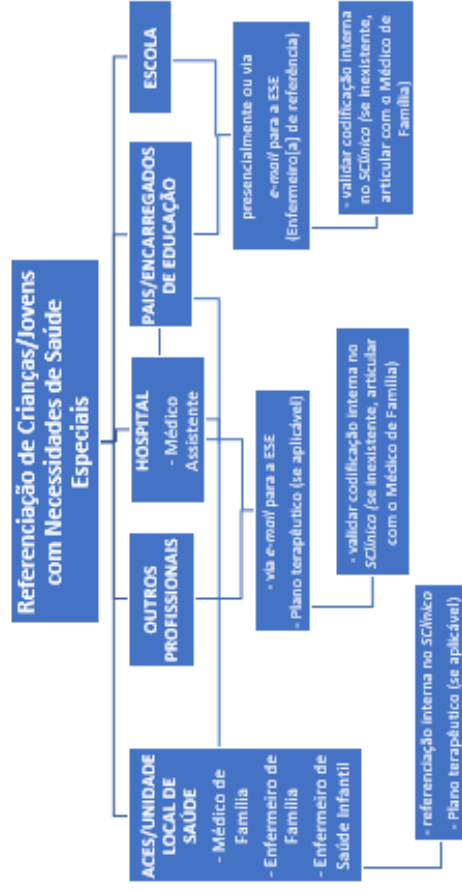 Referenciação de Crianças/Jovens
com Necessidades de Saúde
Especiais
ACES/UNIDADE
LOCAL DE
SAÚDE
- Médico de
Família
- Enfermeiro de
Família
- Enfermeiro de
Saúde Infantil
OUTROS
PROFISSIONAIS
HOSPITAL
- Médico
Assistente
PAIS/ENCARREGADOS
DE EDUCAÇÃO
ESCOLA
- via e-mail para a ESE
- Plano terapêutico (se aplicável)
presencialmente ou via
e-mail para a ESE
(Enfermeiro[a] de referência)
- referenciação interna no SClínico
- Plano terapêutico (se aplicável)
- validar codificação interna no
SClínico (se inexistente, articular
com o Médico de Família)
- validar codificação interna
no SClínico (se inexistente,
articular com o Médico de
Família)